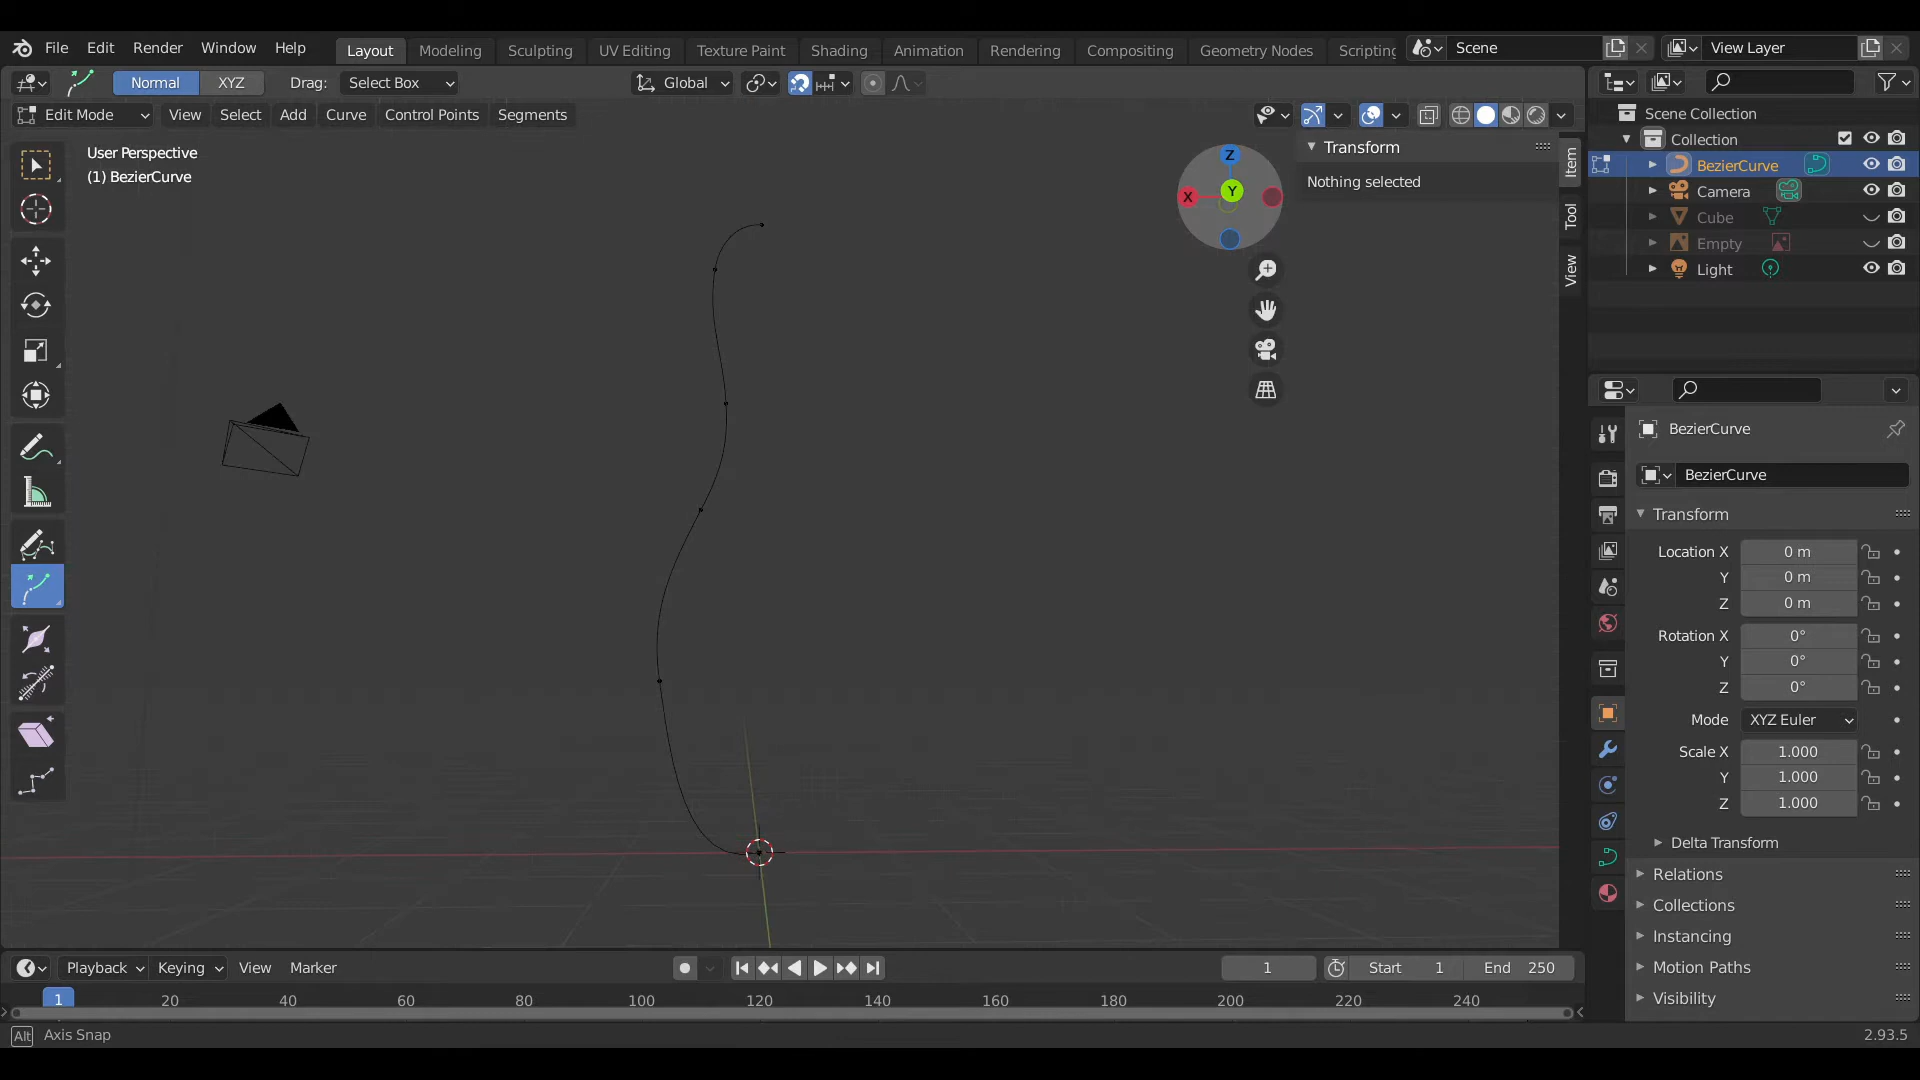 File Edit Render Window Help Layout Modeling Sculpting UV Editing Texture Paint Shading Animation Rendering Compositing Geometry Nodes Scripting Scene View Layer
Normal XYZ Drag: Select Box Global
Edit Mode View Select Add Curve Control Points Segments
User Perspective
(1) BezierCurve
Z
X
Y
Transform
Nothing selected
Item
Tool
View
Scene Collection
Collection
BezierCurve
Camera
Cube
Empty
Light
BezierCurve
BezierCurve
Transform
Location X 0 m
Y 0 m
Z 0 m
Rotation X 0°
Y 0°
Z 0°
Mode XYZ Euler
Scale X 1.000
Y 1.000
Z 1.000
Delta Transform
Relations
Collections
Instancing
Motion Paths
Visibility
Playback Keying View Marker 1 Start 1 End 250
1 20 40 60 80 100 120 140 160 180 200 220 240
Alt Axis Snap 2.93.5